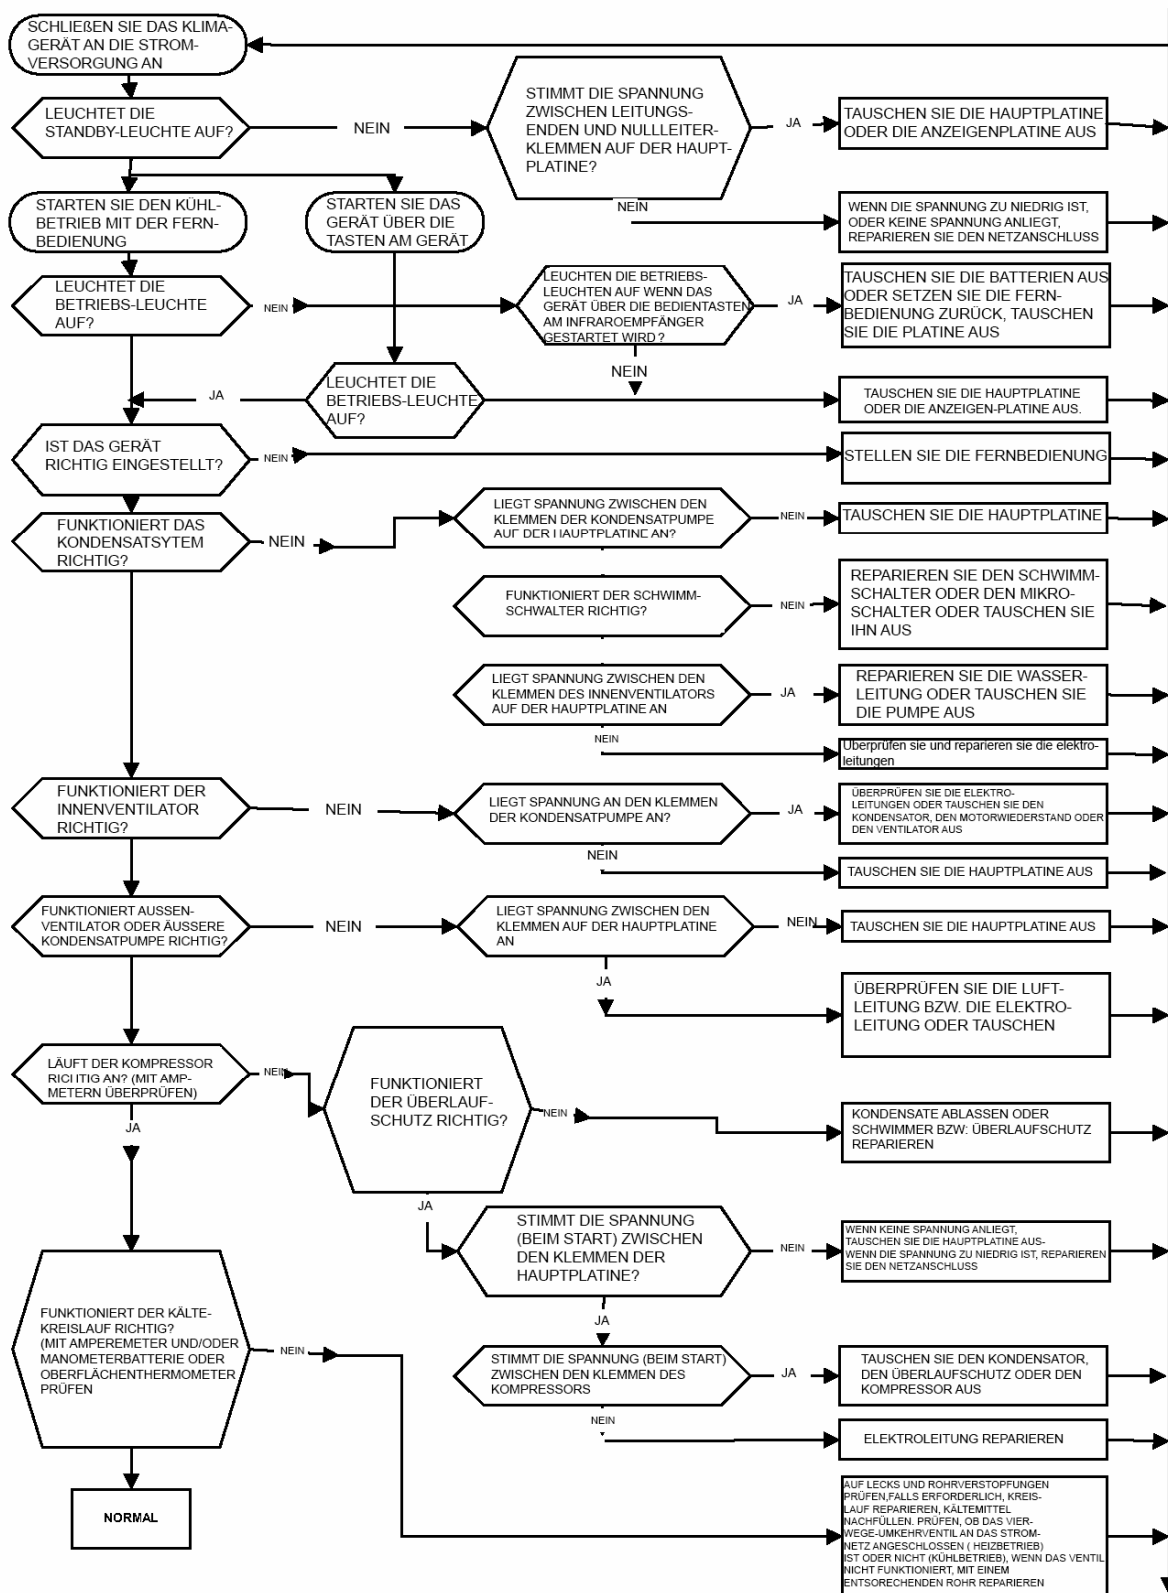 SCHLIEßEN SIE DAS KLIMA-
GERÄT AN DIE STROM-
VERSORGUNG AN
LEUCHTET DIE
STANDBY-LEUCHTE AUF?
NEIN
STIMMT DIE SPANNUNG
ZWISCHEN LEITUNGS-
ENDEN UND NULLLEITER-
KLEMMEN AUF DER HAUPT-
PLATINE?
JA
TAUSCHEN SIE DIE HAUPTPLATINE
ODER DIE ANZEIGENPLATINE AUS
NEIN
WENN DIE SPANNUNG ZU NIEDRIG IST,
ODER KEINE SPANNUNG ANLIEGT,
REPARIEREN SIE DEN NETZANSCHLUSS
STARTEN SIE DEN KÜHL-
BETRIEB MIT DER FERN-
BEDIENUNG
STARTEN SIE DAS
GERÄT ÜBER DIE
TASTEN AM GERÄT
LEUCHTET DIE
BETRIEBS-LEUCHTE
AUF?
NEIN
LEUCHTEN DIE BETRIEBS-
LEUCHTEN AUF WENN DAS
GERÄT ÜBER DIE BEDIENTASTEN
AM INFRAROEMPFÄNGER
GESTARTET WIRD?
JA
TAUSCHEN SIE DIE BATTERIEN AUS
ODER SETZEN SIE DIE FERN-
BEDIENUNG ZURÜCK, TAUSCHEN
SIE DIE PLATINE AUS
NEIN
JA
LEUCHTET DIE
BETRIEBS-LEUCHTE
AUF?
TAUSCHEN SIE DIE HAUPTPLATINE
ODER DIE ANZEIGEN-PLATINE AUS.
IST DAS GERÄT
RICHTIG EINGESTELLT?
NEIN
STELLEN SIE DIE FERNBEDIENUNG
FUNKTIONIERT DAS
KONDENSATSYTEM
RICHTIG?
NEIN
LIEGT SPANNUNG ZWISCHEN DEN
KLEMMEN DER KONDENSATPUMPE
AUF DER HAUPTPLATINE AN?
NEIN
TAUSCHEN SIE DIE HAUPTPLATINE
FUNKTIONIERT DER SCHWIMM-
SCHWALTER RICHTIG?
NEIN
REPARIEREN SIE DEN SCHWIMM-
SCHALTER ODER DEN MIKRO-
SCHALTER ODER TAUSCHEN SIE
IHN AUS
LIEGT SPANNUNG ZWISCHEN DEN
KLEMMEN DES INNENVENTILATORS
AUF DER HAUPTPLATINE AN
JA
REPARIEREN SIE DIE WASSER-
LEITUNG ODER TAUSCHEN SIE
DIE PUMPE AUS
NEIN
Überprüfen sie und reparieren sie die elektro-
leitungen
FUNKTIONIERT DER
INNENVENTILATOR
RICHTIG?
NEIN
LIEGT SPANNUNG AN DEN KLEMMEN
DER KONDENSATPUMPE AN?
JA
ÜBERPRÜFEN SIE DIE ELEKTRO-
LEITUNGEN ODER TAUSCHEN SIE DEN
KONDENSATOR, DEN MOTORWIEDERSTAND ODER
DEN VENTILATOR AUS
NEIN
TAUSCHEN SIE DIE HAUPTPLATINE AUS
FUNKTIONIERT AUSSEN-
VENTILATOR ODER ÄUSSERE
KONDENSATPUMPE RICHTIG?
NEIN
LIEGT SPANNUNG ZWISCHEN DEN
KLEMMEN AUF DER HAUPTPLATINE
AN
NEIN
TAUSCHEN SIE DIE HAUPTPLATINE AUS
JA
ÜBERPRÜFEN SIE DIE LUFT-
LEITUNG BZW. DIE ELEKTRO-
LEITUNG ODER TAUSCHEN
LÄUFT DER KOMPRESSOR
RICHTIG AN? (MIT AMP-
METERN ÜBERPRÜFEN)
NEIN
FUNKTIONIERT
DER ÜBERLAUF-
SCHUTZ RICHTIG?
NEIN
KONDENSATE ABLASSEN ODER
SCHWIMMER BZW: ÜBERLAUFSCHUTZ
REPARIEREN
JA
JA
STIMMT DIE SPANNUNG
(BEIM START) ZWISCHEN
DEN KLEMMEN DER
HAUPTPLATINE?
NEIN
WENN KEINE SPANNUNG ANLIEGT,
TAUSCHEN SIE DIE HAUPTPLATINE AUS-
WENN DIE SPANNUNG ZU NIEDRIG IST, REPARIEREN
SIE DEN NETZANSCHLUSS
JA
FUNKTIONIERT DER KÄLTE-
KREISLAUF RICHTIG?
(MIT AMPEREMETER UND/ODER
MANOMETERBATTERIE ODER
OBERFLÄCHENTHERMOMETER
PRÜFEN
NEIN
STIMMT DIE SPANNUNG (BEIM START)
ZWISCHEN DEN KLEMMEN DES
KOMPRESSORS
JA
TAUSCHEN SIE DEN KONDENSATOR,
DEN ÜBERLAUFSCHUTZ ODER DEN
KOMPRESSOR AUS
NEIN
ELEKTROLEITUNG REPARIEREN
NORMAL
AUF LECKS UND ROHRVERSTOPFUNGEN
PRÜFEN,FALLS ERFORDERLICH, KREIS-
LAUF REPARIEREN, KÄLTEMITTEL
NACHFÜLLEN. PRÜFEN, OB DAS VIER-
WEGE-UMKEHRVENTIL AN DAS STROM-
NETZ ANGESCHLOSSEN ( HEIZBETRIEB)
IST ODER NICHT (KÜHLBETRIEB), WENN DAS VENTIL
NICHT FUNKTIONIERT, MIT EINEM
ENTSORECHENDEN ROHR REPARIEREN